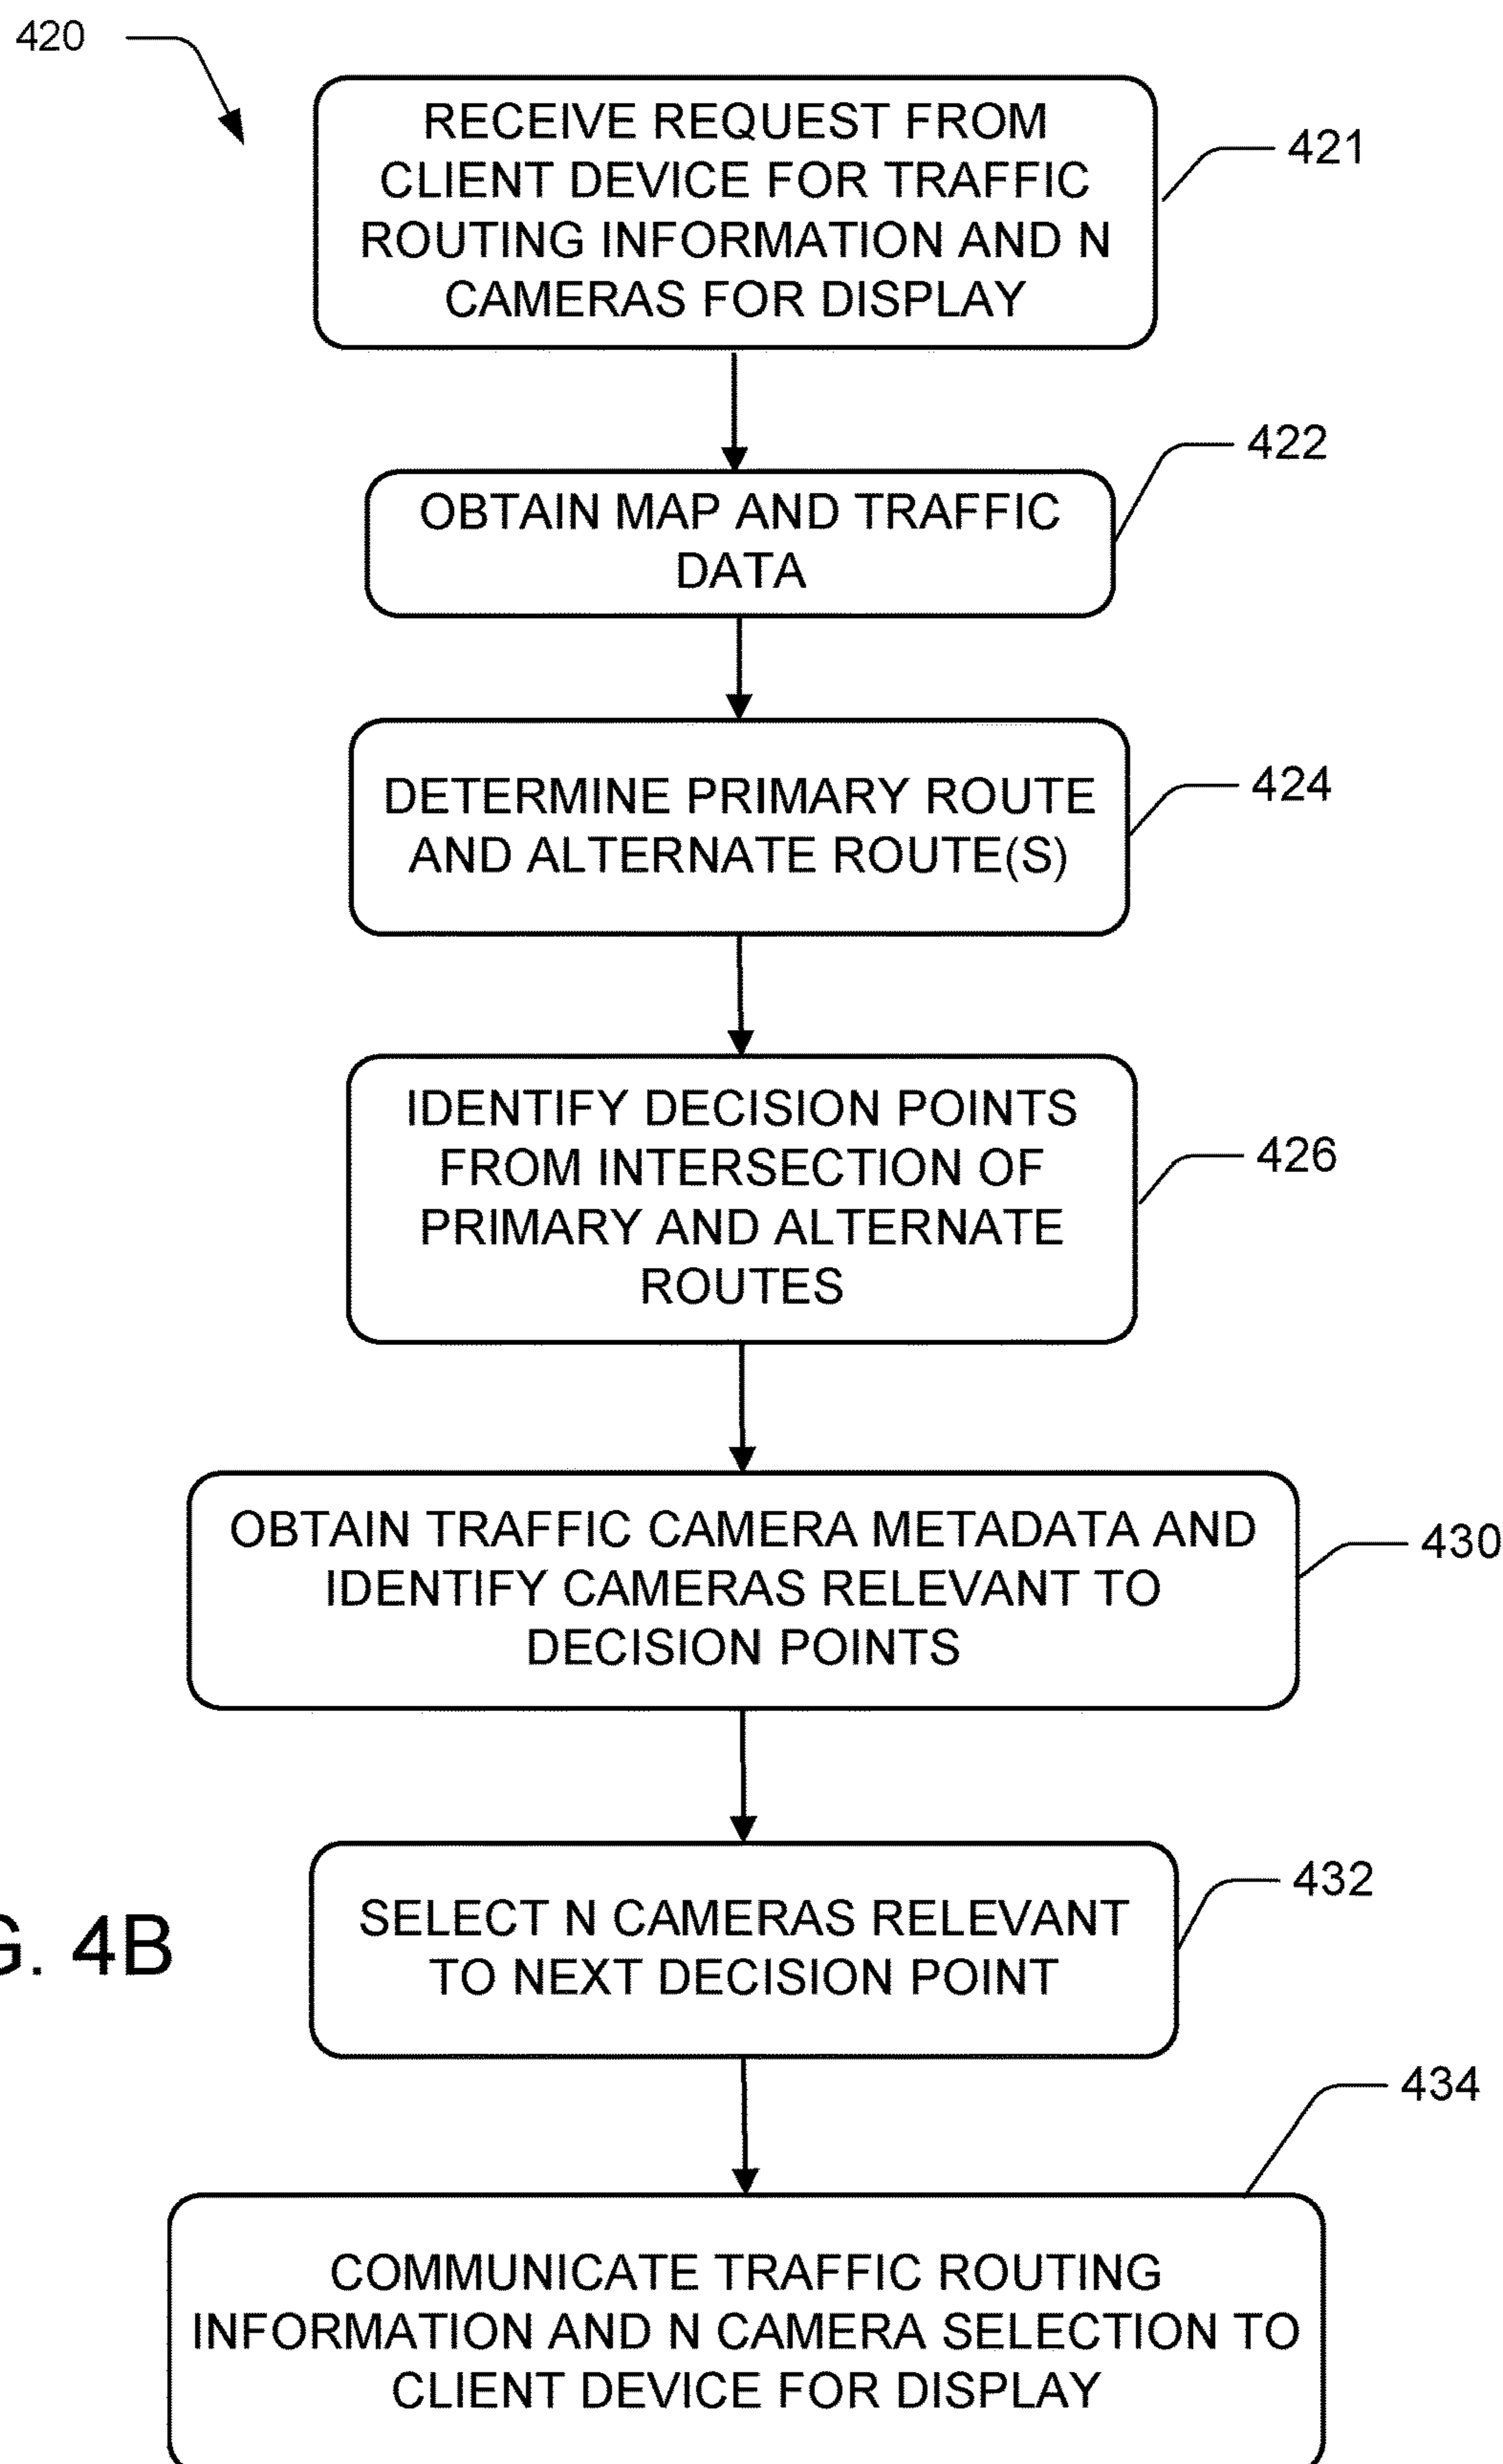 420
RECEIVE REQUEST FROM
CLIENT DEVICE FOR TRAFFIC
ROUTING INFORMATION AND N
CAMERAS FOR DISPLAY
421
OBTAIN MAP AND TRAFFIC
DATA
422
DETERMINE PRIMARY ROUTE
AND ALTERNATE ROUTE(S)
424
IDENTIFY DECISION POINTS
FROM INTERSECTION OF
PRIMARY AND ALTERNATE
ROUTES
426
OBTAIN TRAFFIC CAMERA METADATA AND
IDENTIFY CAMERAS RELEVANT TO
DECISION POINTS
430
SELECT N CAMERAS RELEVANT
TO NEXT DECISION POINT
432
G. 4B
COMMUNICATE TRAFFIC ROUTING
INFORMATION AND N CAMERA SELECTION TO
CLIENT DEVICE FOR DISPLAY
434